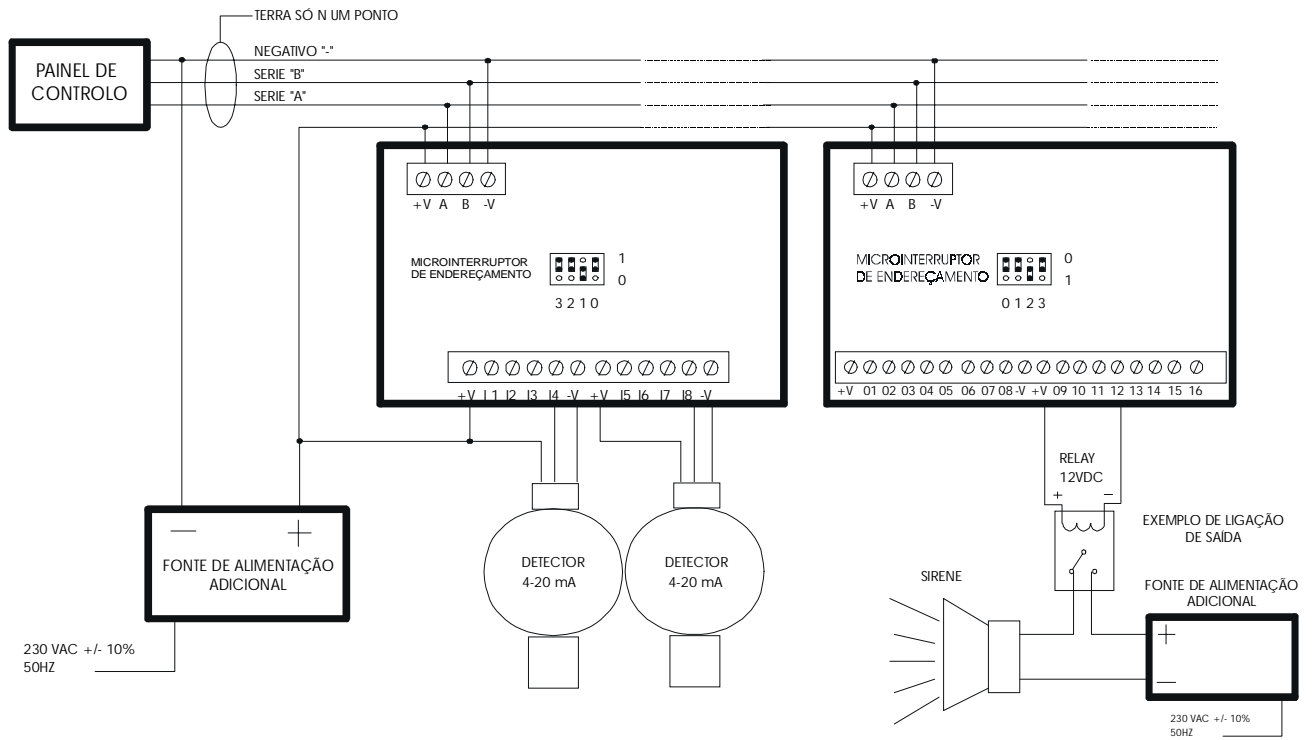 TERRA SÓ N UM PONTO
PAINEL DE
CONTROLO
NEGATIVO "-"
SERIE "B"
SERIE "A"
+V A B -V
MICROINTERRUPTOR
DE ENDEREÇAMENTO
1
0
3 2 1 0
+V I1 I2 I3 I4 -V +V I5 I6 I7 I8 -V
+V A B -V
MICROINTERRUPTOR
DE ENDEREÇAMENTO
0
1
0 1 2 3
+V 01 02 03 04 05 06 07 08 -V +V 09 10 11 12 13 14 15 16
— +
FONTE DE ALIMENTAÇÃO
ADICIONAL
230 VAC +/- 10%
50HZ
DETECTOR
4-20 mA
DETECTOR
4-20 mA
RELAY
12VDC
+ −
EXEMPLO DE LIGAÇÃO
DE SAÍDA
SIRENE
FONTE DE ALIMENTAÇÃO
ADICIONAL
+
—
230 VAC +/- 10%
50HZ